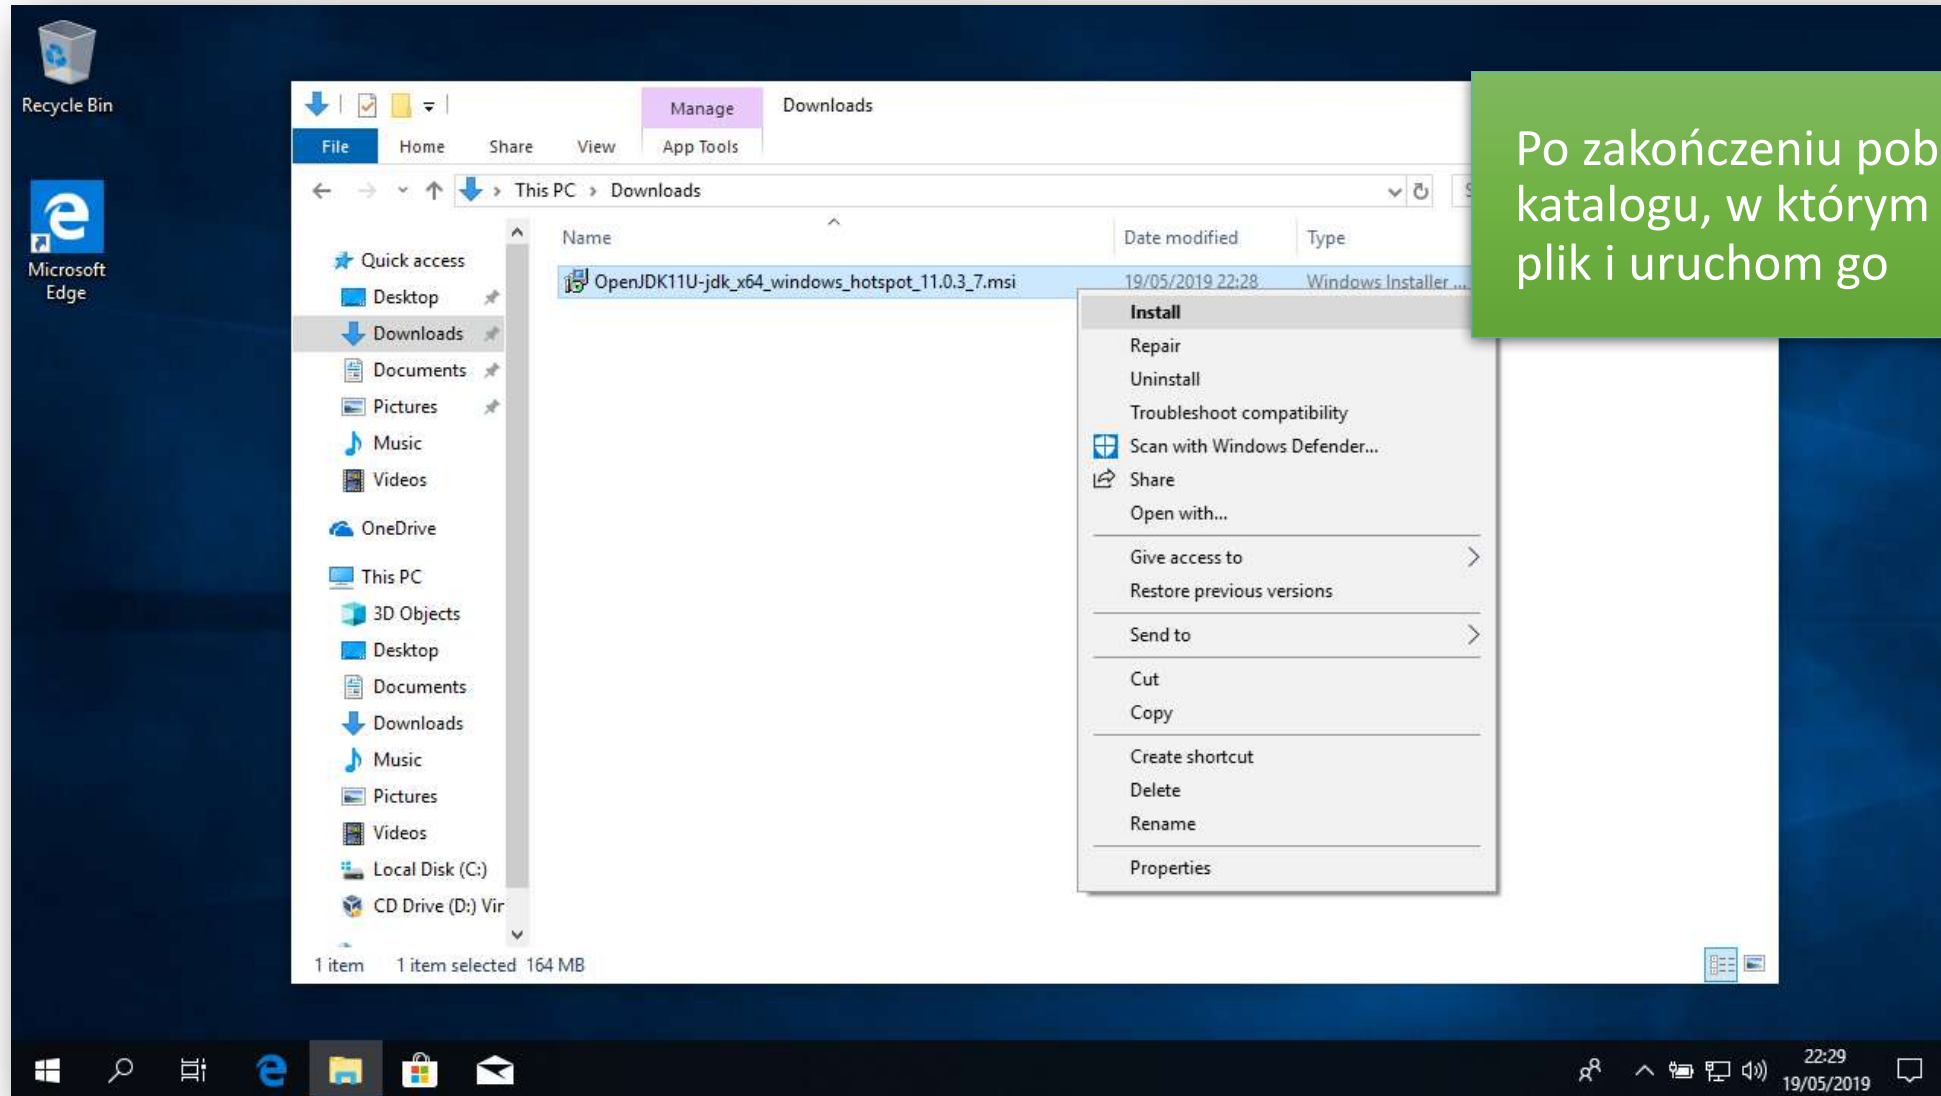 Recycle Bin
Microsoft
Edge
Manage
Downloads
File
Home
Share
View
App Tools
This PC
Downloads
Po zakończeniu pob
katalogu, w którym
plik i uruchom go
Name
Date modified
Type
OpenJDK11U-jdk_x64_windows_hotspot_11.0.3_7.msi
19/05/2019 22:28
Windows Installer ...
Quick access
Desktop
Downloads
Documents
Pictures
Music
Videos
OneDrive
This PC
3D Objects
Desktop
Documents
Downloads
Music
Pictures
Videos
Local Disk (C:)
CD Drive (D:) Vir
Install
Repair
Uninstall
Troubleshoot compatibility
Scan with Windows Defender...
Share
Open with...
Give access to
Restore previous versions
Send to
Cut
Copy
Create shortcut
Delete
Rename
Properties
1 item
1 item selected 164 MB
22:29
19/05/2019